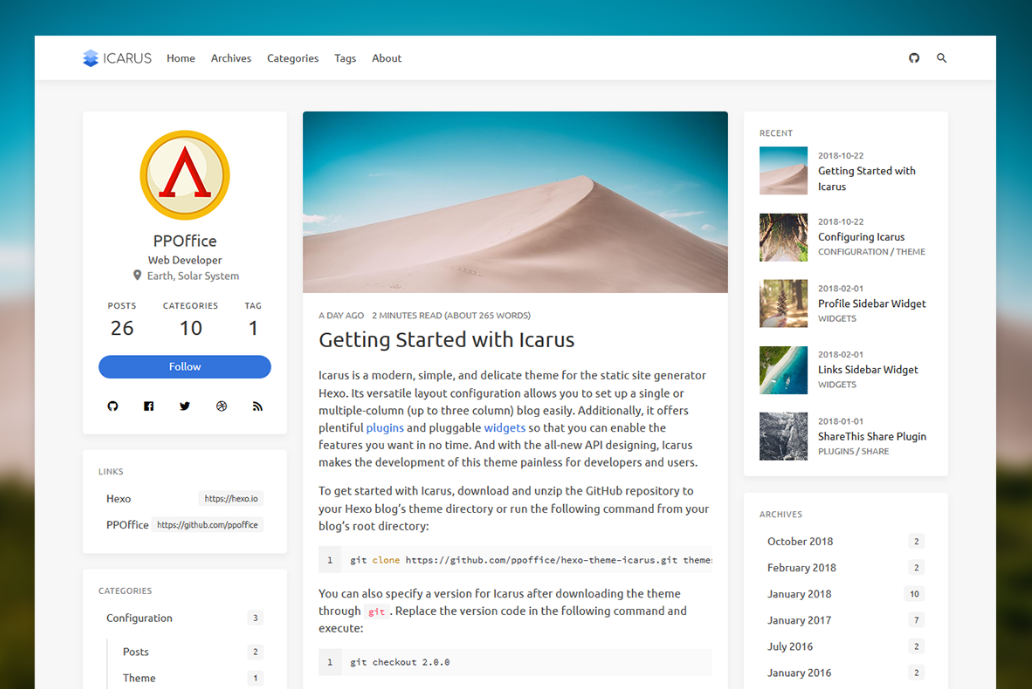 ICARUS Home Archives Categories Tags About
PPOffice
Web Developer
Earth, Solar System
POSTS CATEGORIES TAG
26 10 1
Follow
LINKS
Hexo https://hexo.io
PPOffice https://github.com/ppoffice
CATEGORIES
Configuration 3
Posts 2
Theme 1
A DAY AGO 2 MINUTES READ (ABOUT 265 WORDS)
Getting Started with Icarus
Icarus is a modern, simple, and delicate theme for the static site generator
Hexo. Its versatile layout configuration allows you to set up a single or
multiple-column (up to three column) blog easily. Additionally, it offers
plentiful plugins and pluggable widgets so that you can enable the
features you want in no time. And with the all-new API designing, Icarus
makes the development of this theme painless for developers and users.
To get started with Icarus, download and unzip the GitHub repository to
your Hexo blog's theme directory or run the following command from your
blog's root directory:
1 git clone https://github.com/ppoffice/hexo-theme-icarus.git theme
You can also specify a version for Icarus after downloading the theme
through git. Replace the version code in the following command and
execute:
1 git checkout 2.0.0
RECENT
2018-10-22
Getting Started with
Icarus
2018-10-22
Configuring Icarus
CONFIGURATION / THEME
2018-02-01
Profile Sidebar Widget
WIDGETS
2018-02-01
Links Sidebar Widget
WIDGETS
2018-01-01
ShareThis Share Plugin
PLUGINS / SHARE
ARCHIVES
October 2018 2
February 2018 2
January 2018 10
January 2017 7
July 2016 2
January 2016 2